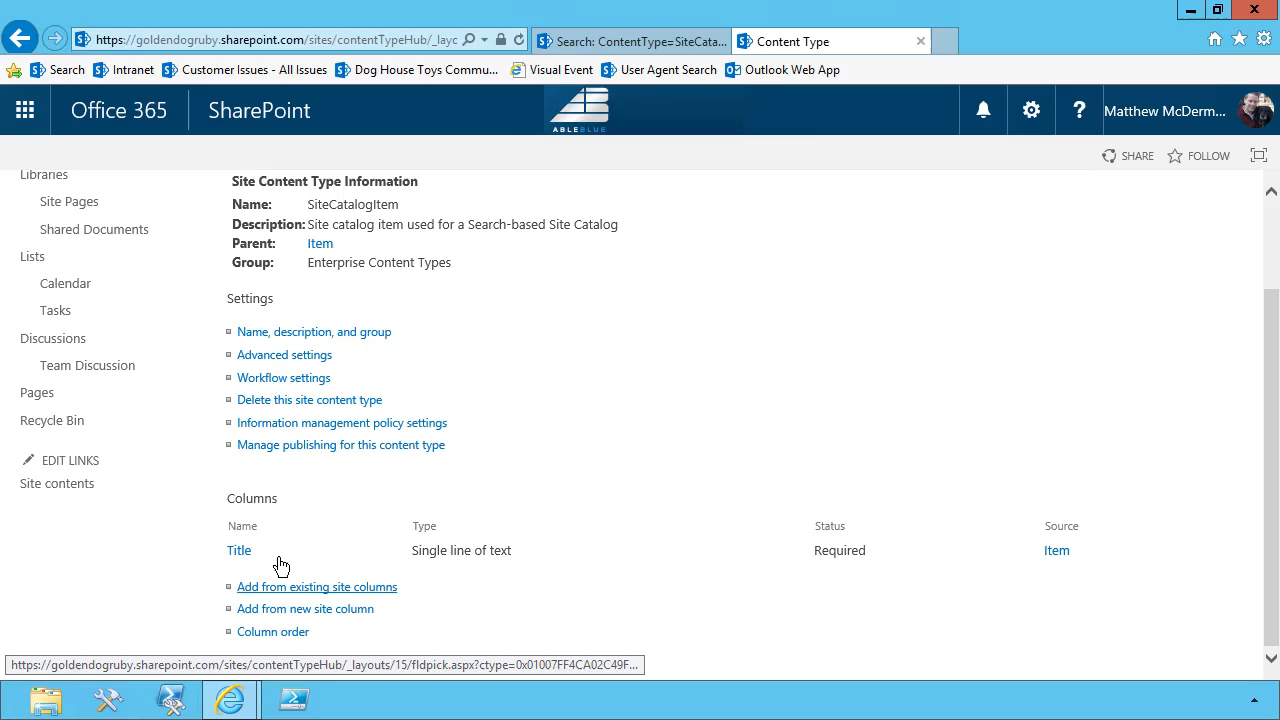 https://goldendogruby.sharepoint.com/sites/contentTypeHub/_layc
Search: ContentType=SiteCata...
Content Type
Search
Intranet
Customer Issues - All Issues
Dog House Toys Commu...
Visual Event
User Agent Search
Outlook Web App
Office 365
SharePoint
ABLEBLUE
Matthew McDerm...
SHARE
FOLLOW
Libraries
Site Pages
Shared Documents
Lists
Calendar
Tasks
Discussions
Team Discussion
Pages
Recycle Bin
EDIT LINKS
Site contents
Site Content Type Information
Name: SiteCatalogItem
Description: Site catalog item used for a Search-based Site Catalog
Parent: Item
Group: Enterprise Content Types
Settings
Name, description, and group
Advanced settings
Workflow settings
Delete this site content type
Information management policy settings
Manage publishing for this content type
Columns
Name Type Status Source
Title Single line of text Required Item
Add from existing site columns
Add from new site column
Column order
https://goldendogruby.sharepoint.com/sites/contentTypeHub/_layouts/15/fldpick.aspx?ctype=0x01007FF4CA02C49F...